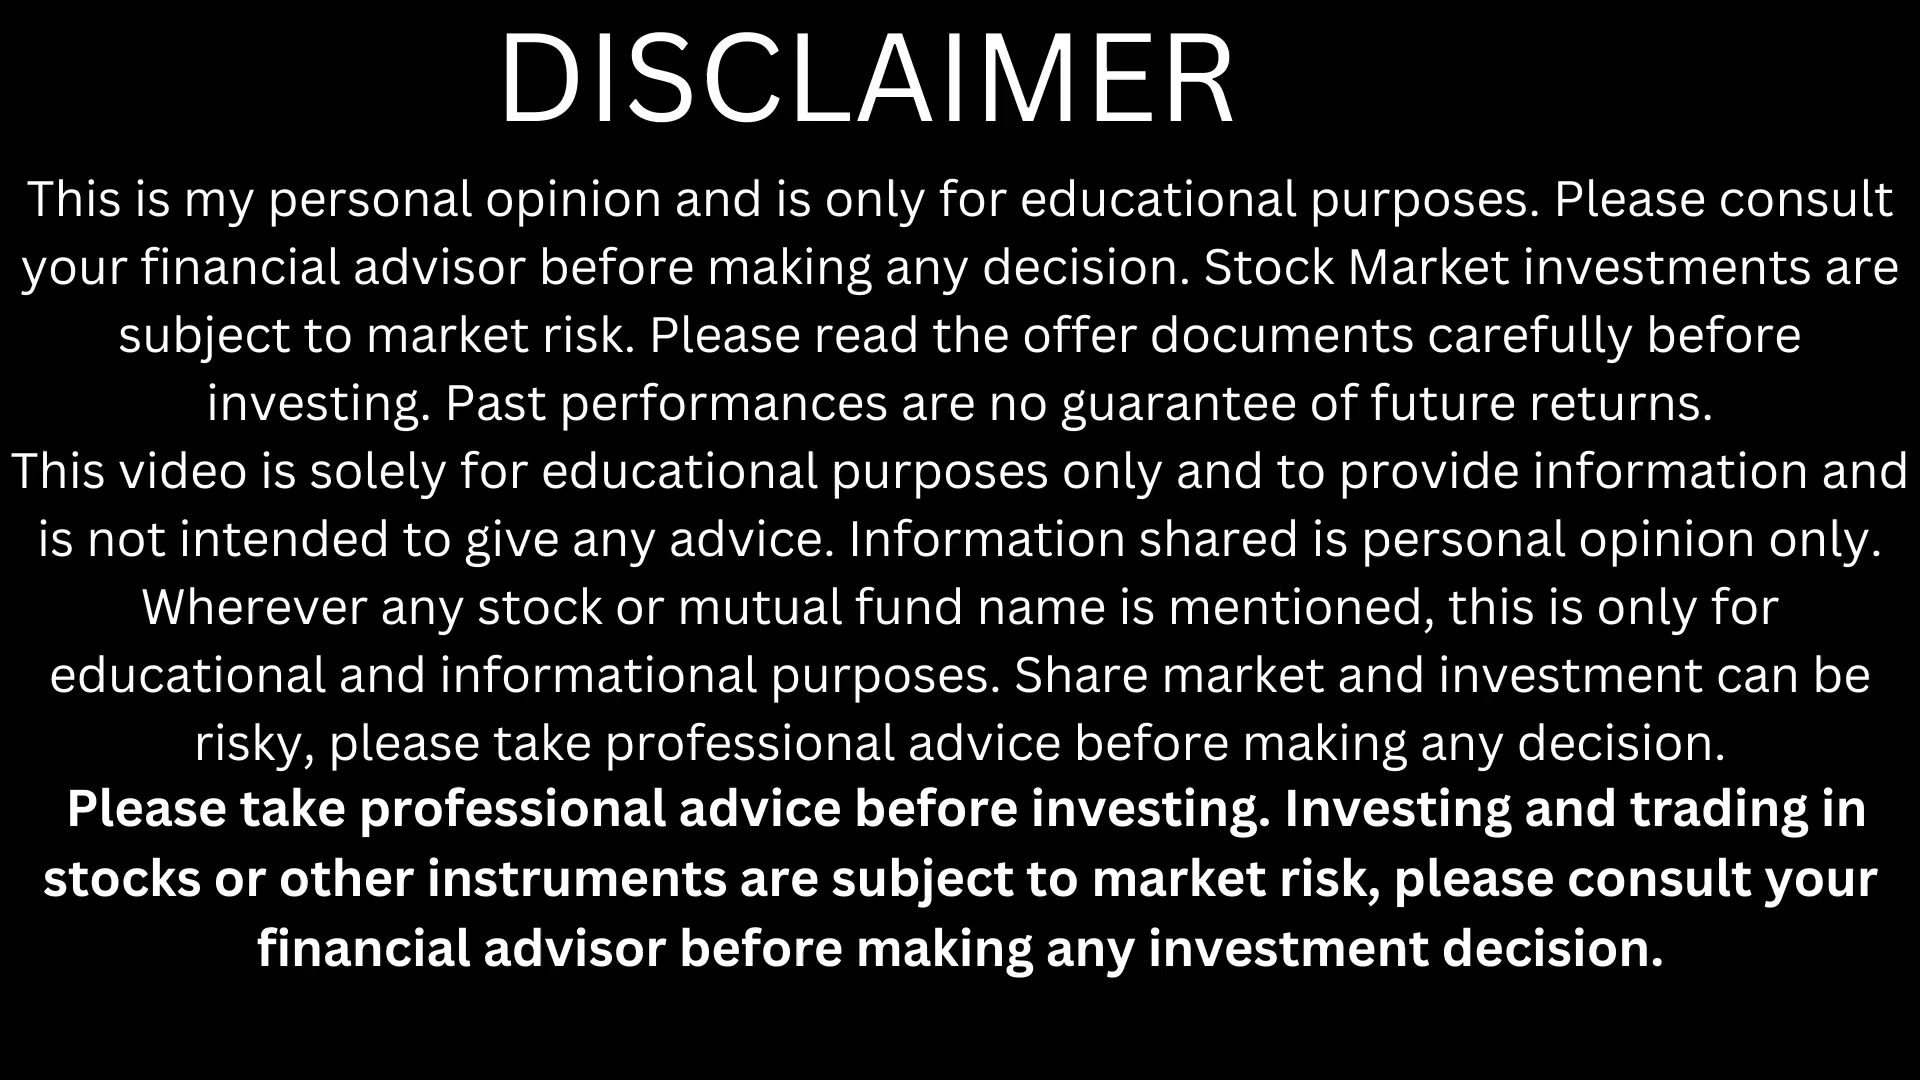 DISCLAIMER
This is my personal opinion and is only for educational purposes. Please consult
your financial advisor before making any decision. Stock Market investments are
subject to market risk. Please read the offer documents carefully before
investing. Past performances are no guarantee of future returns.
This video is solely for educational purposes only and to provide information and
is not intended to give any advice. Information shared is personal opinion only.
Wherever any stock or mutual fund name is mentioned, this is only for
educational and informational purposes. Share market and investment can be
risky, please take professional advice before making any decision.
Please take professional advice before investing. Investing and trading in
stocks or other instruments are subject to market risk, please consult your
financial advisor before making any investment decision.